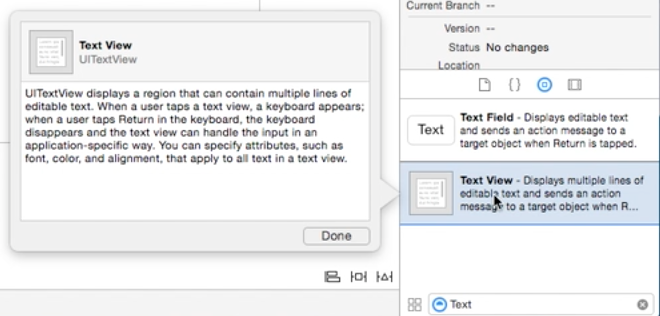 Text View
UITextView
UITextView displays a region that can contain multiple lines of
editable text. When a user taps a text view, a keyboard appears;
when a user taps Return in the keyboard, the keyboard
disappears and the text view can handle the input in an
application-specific way. You can specify attributes, such as
font, color, and alignment, that apply to all text in a text view.
Done
Current Branch --
Version --
Status No changes
Location
Text
Text Field - Displays editable text
and sends an action message to a
target object when Return is tapped.
Text View - Displays multiple lines of
editable text and sends an action
message to a target object when R...
Text